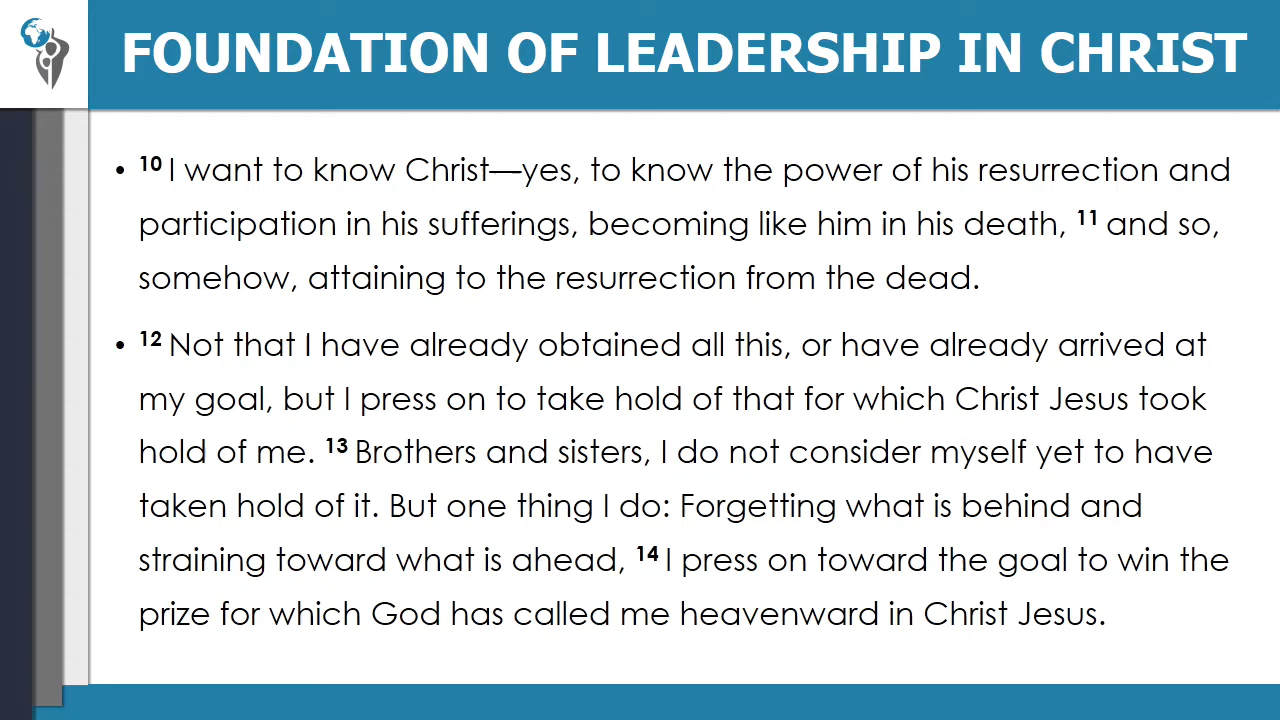 FOUNDATION OF LEADERSHIP IN CHRIST
• 10 I want to know Christ—yes, to know the power of his resurrection and
participation in his sufferings, becoming like him in his death, 11 and so,
somehow, attaining to the resurrection from the dead.
• 12 Not that I have already obtained all this, or have already arrived at
my goal, but I press on to take hold of that for which Christ Jesus took
hold of me. 13 Brothers and sisters, I do not consider myself yet to have
taken hold of it. But one thing I do: Forgetting what is behind and
straining toward what is ahead, 14 I press on toward the goal to win the
prize for which God has called me heavenward in Christ Jesus.